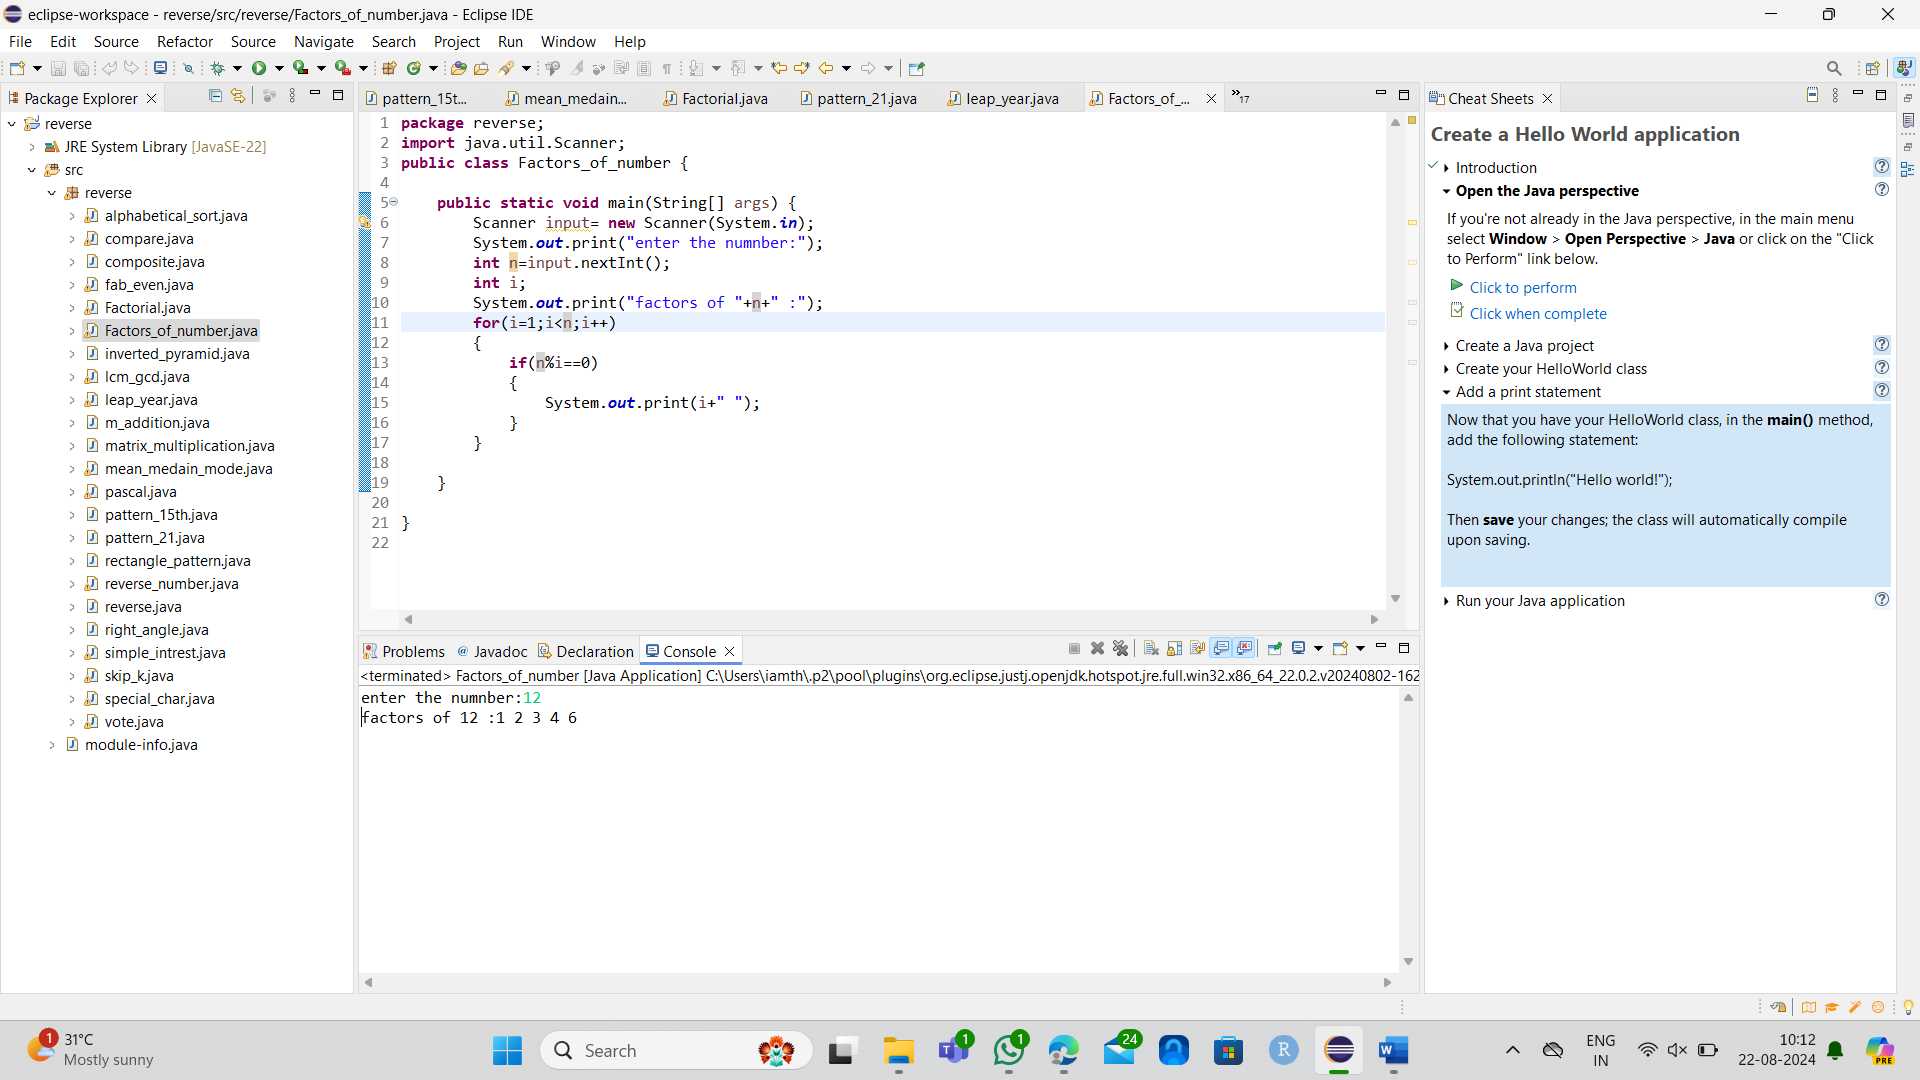 eclipse-workspace - reverse/src/reverse/Factors_of_number.java - Eclipse IDE
File Edit Source Refactor Source Navigate Search Project Run Window Help
Package Explorer
pattern_15t... mean_medain... Factorial.java pattern_21.java leap_year.java Factors_of_... »17
Cheat Sheets
reverse
JRE System Library [JavaSE-22]
src
reverse
alphabetical_sort.java
compare.java
composite.java
fab_even.java
Factorial.java
Factors_of_number.java
inverted_pyramid.java
lcm_gcd.java
leap_year.java
m_addition.java
matrix_multiplication.java
mean_medain_mode.java
pascal.java
pattern_15th.java
pattern_21.java
rectangle_pattern.java
reverse_number.java
reverse.java
right_angle.java
simple_intrest.java
skip_k.java
special_char.java
vote.java
module-info.java
1 package reverse;
2 import java.util.Scanner;
3 public class Factors_of_number {
4
5 public static void main(String[] args) {
6 Scanner input= new Scanner(System.in);
7 System.out.print("enter the numnber:");
8 int n=input.nextInt();
9 int i;
10 System.out.print("factors of "+n+" :");
11 for(i=1;i<n;i++)
12 {
13 if(n%i==0)
14 {
15 System.out.print(i+" ");
16 }
17 }
18
19 }
20
21 }
22
Problems @ Javadoc Declaration Console
<terminated> Factors_of_number [Java Application] C:\Users\iamth\.p2\pool\plugins\org.eclipse.justj.openjdk.hotspot.jre.full.win32.x86_64_22.0.2.v20240802-162
enter the numnber:12
factors of 12 :1 2 3 4 6
Create a Hello World application
Introduction
Open the Java perspective
If you're not already in the Java perspective, in the main menu
select Window > Open Perspective > Java or click on the "Click
to Perform" link below.
Click to perform
Click when complete
Create a Java project
Create your HelloWorld class
Add a print statement
Now that you have your HelloWorld class, in the main() method,
add the following statement:
System.out.println("Hello world!");
Then save your changes; the class will automatically compile
upon saving.
Run your Java application
1
31°C
Mostly sunny
Search
1
1
24
R
W
PRE
ENG
IN
10:12
22-08-2024